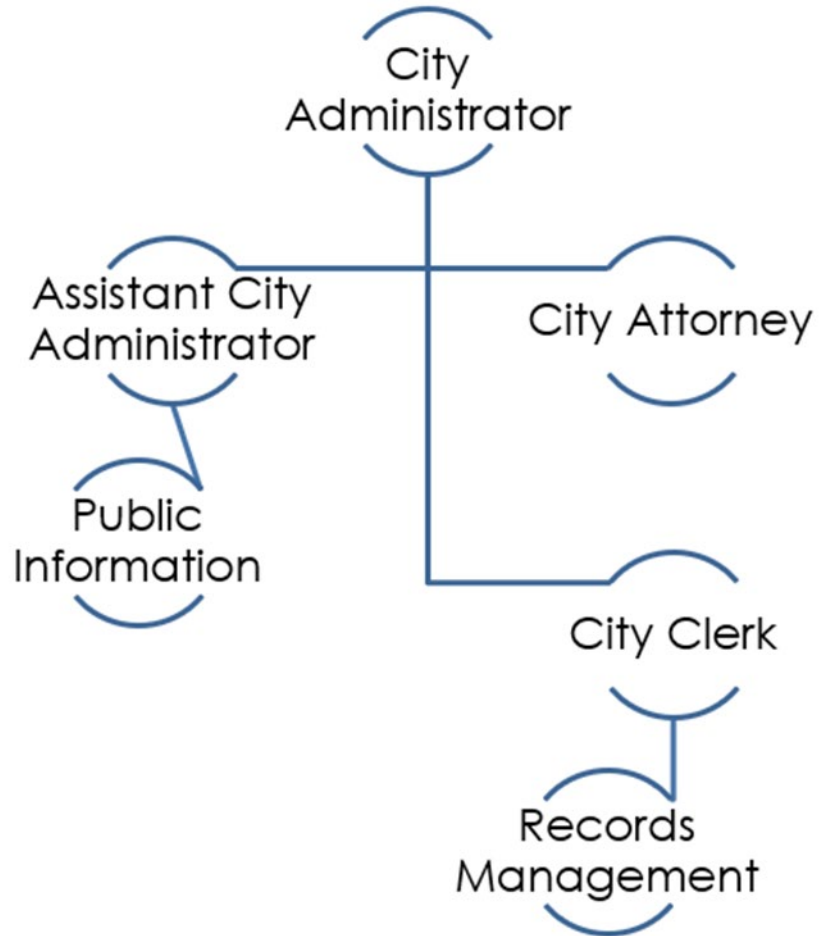 City
Administrator
Assistant City
Administrator
City Attorney
Public
Information
City Clerk
Records
Management